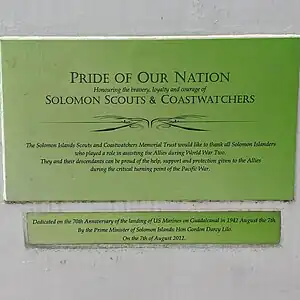 PRIDE OF OUR NATION
Honouring the bravery, loyalty and courage of
SOLOMON SCOUTS & COASTWATCHERS
The Solomon Islands Scouts and Coastwatchers Memorial Trust would like to thank all Solomon Islanders
who played a role in assisting the Allies during World War Two.
They and their descendants can be proud of the help, support and protection given to the Allies
during the critical turning point of the Pacific War.
Dedicated on the 70th Anniversary of the landing of US Marines on Guadalcanal in 1942 August the 7th
By the Prime Minister of Solomon Islands Hon Gordon Darcy Lilo.
On the 7th of August 2012.